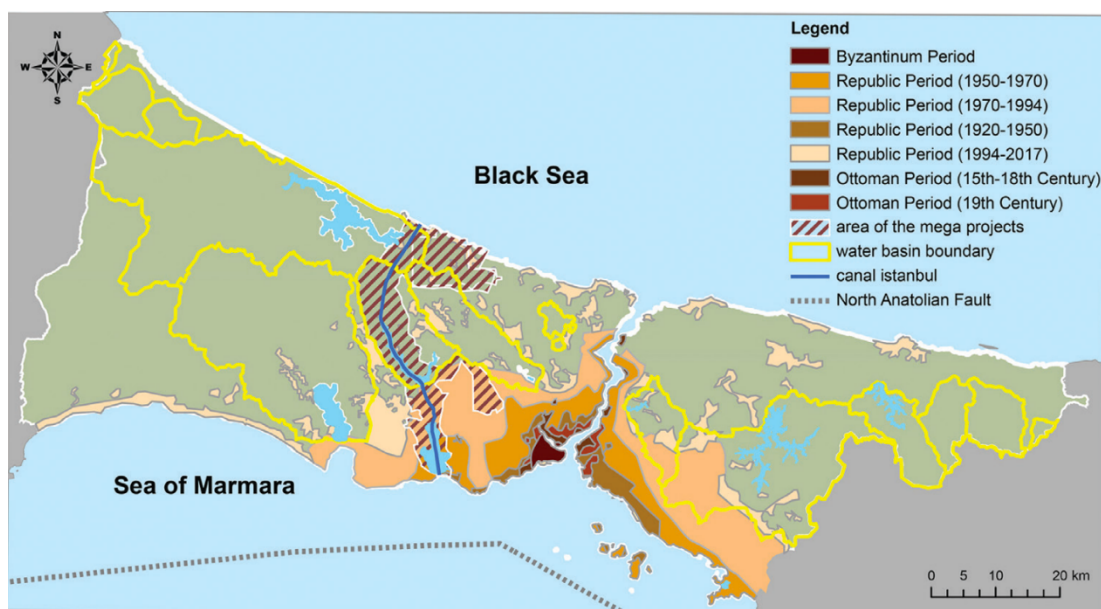 N
W E
S
Legend
Byzantinum Period
Republic Period (1950-1970)
Republic Period (1970-1994)
Republic Period (1920-1950)
Republic Period (1994-2017)
Ottoman Period (15th-18th Century)
Ottoman Period (19th Century)
area of the mega projects
water basin boundary
canal istanbul
North Anatolian Fault
Black Sea
Sea of Marmara
0 5 10 20 km